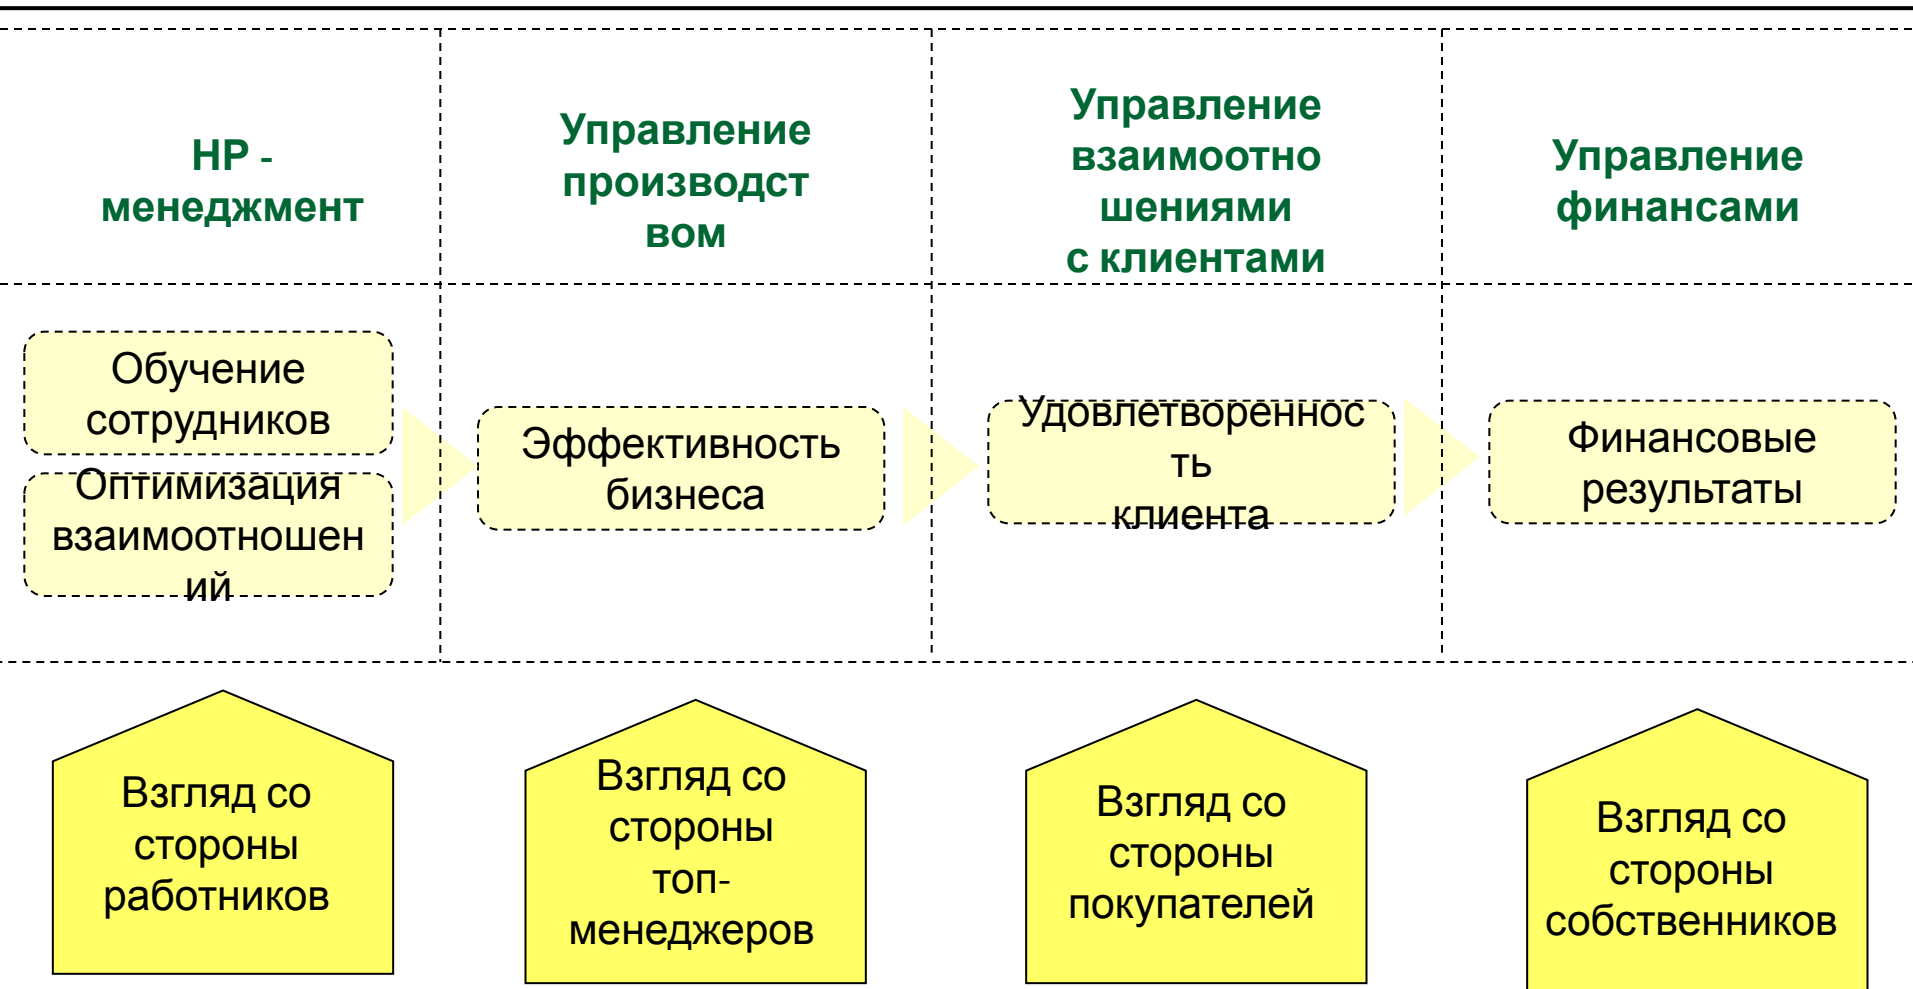 НР -
менеджмент
Управление
производст
вом
Управление
взаимоотно
шениями
с клиентами
Управление
финансами
Обучение
сотрудников
Оптимизация
взаимоотношен
ий
Эффективность
бизнеса
Удовлетвореннос
ть
клиента
Финансовые
результаты
Взгляд со
стороны
работников
Взгляд со
стороны
топ-
менеджеров
Взгляд со
стороны
покупателей
Взгляд со
стороны
собственников